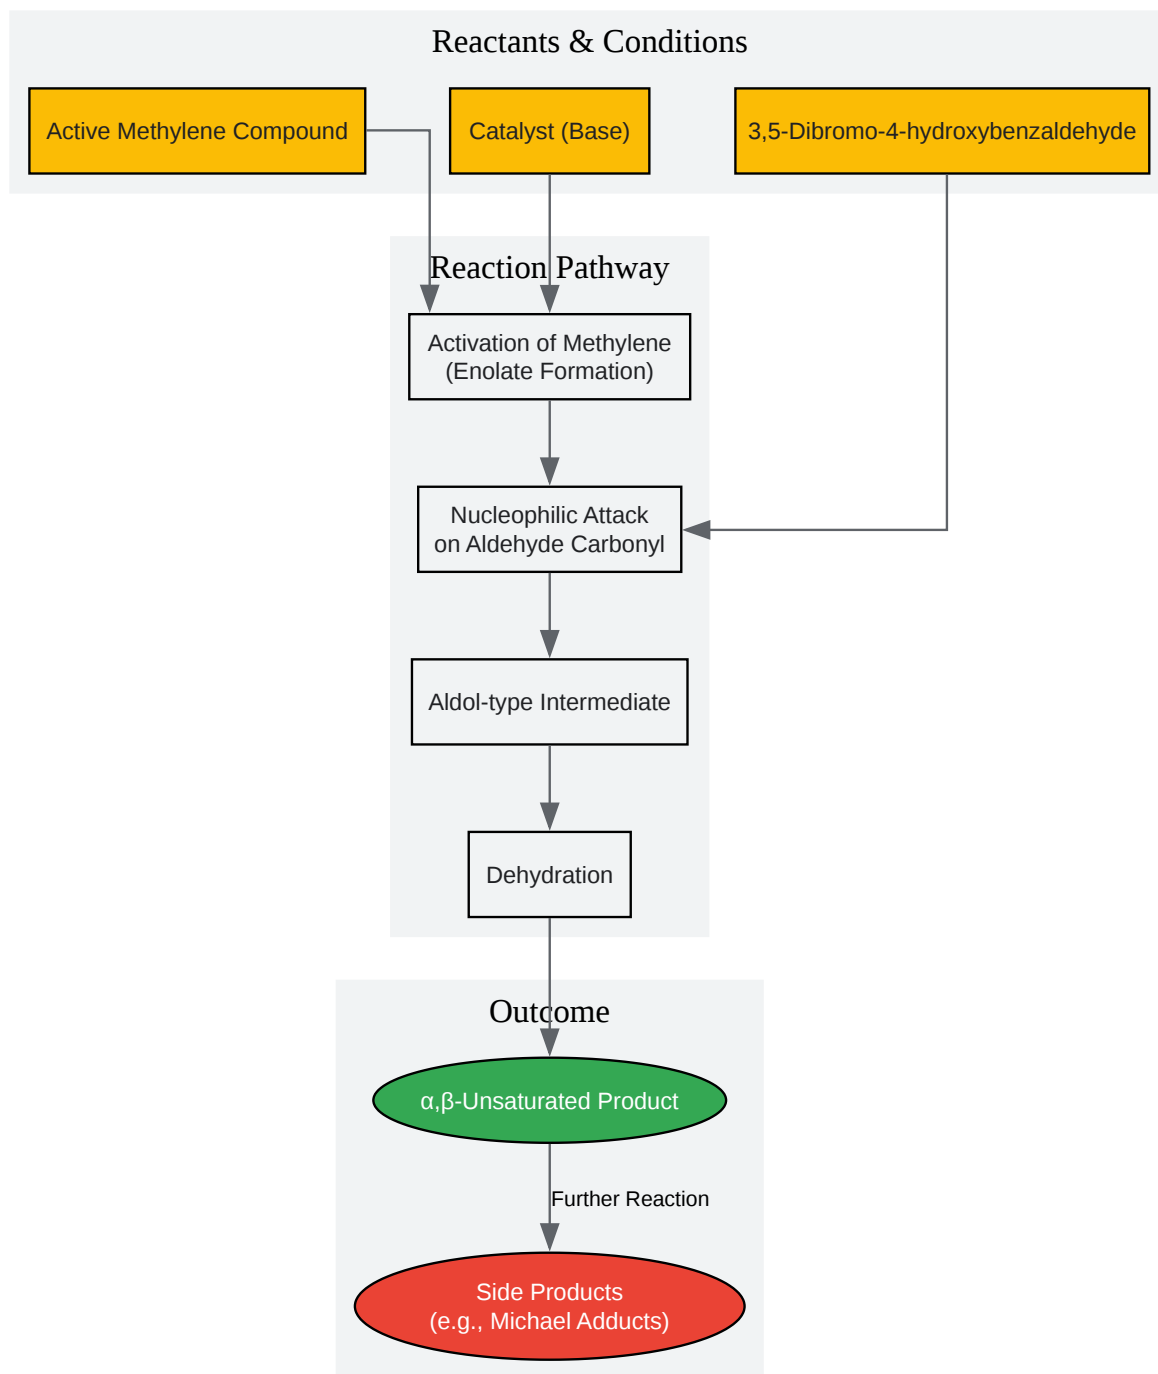 Reactants & Conditions
Active Methylene Compound
Catalyst (Base)
3,5-Dibromo-4-hydroxybenzaldehyde
Reaction Pathway
Activation of Methylene
(Enolate Formation)
Nucleophilic Attack
on Aldehyde Carbonyl
Aldol-type Intermediate
Dehydration
Outcome
α,β-Unsaturated Product
Further Reaction
Side Products
(e.g., Michael Adducts)